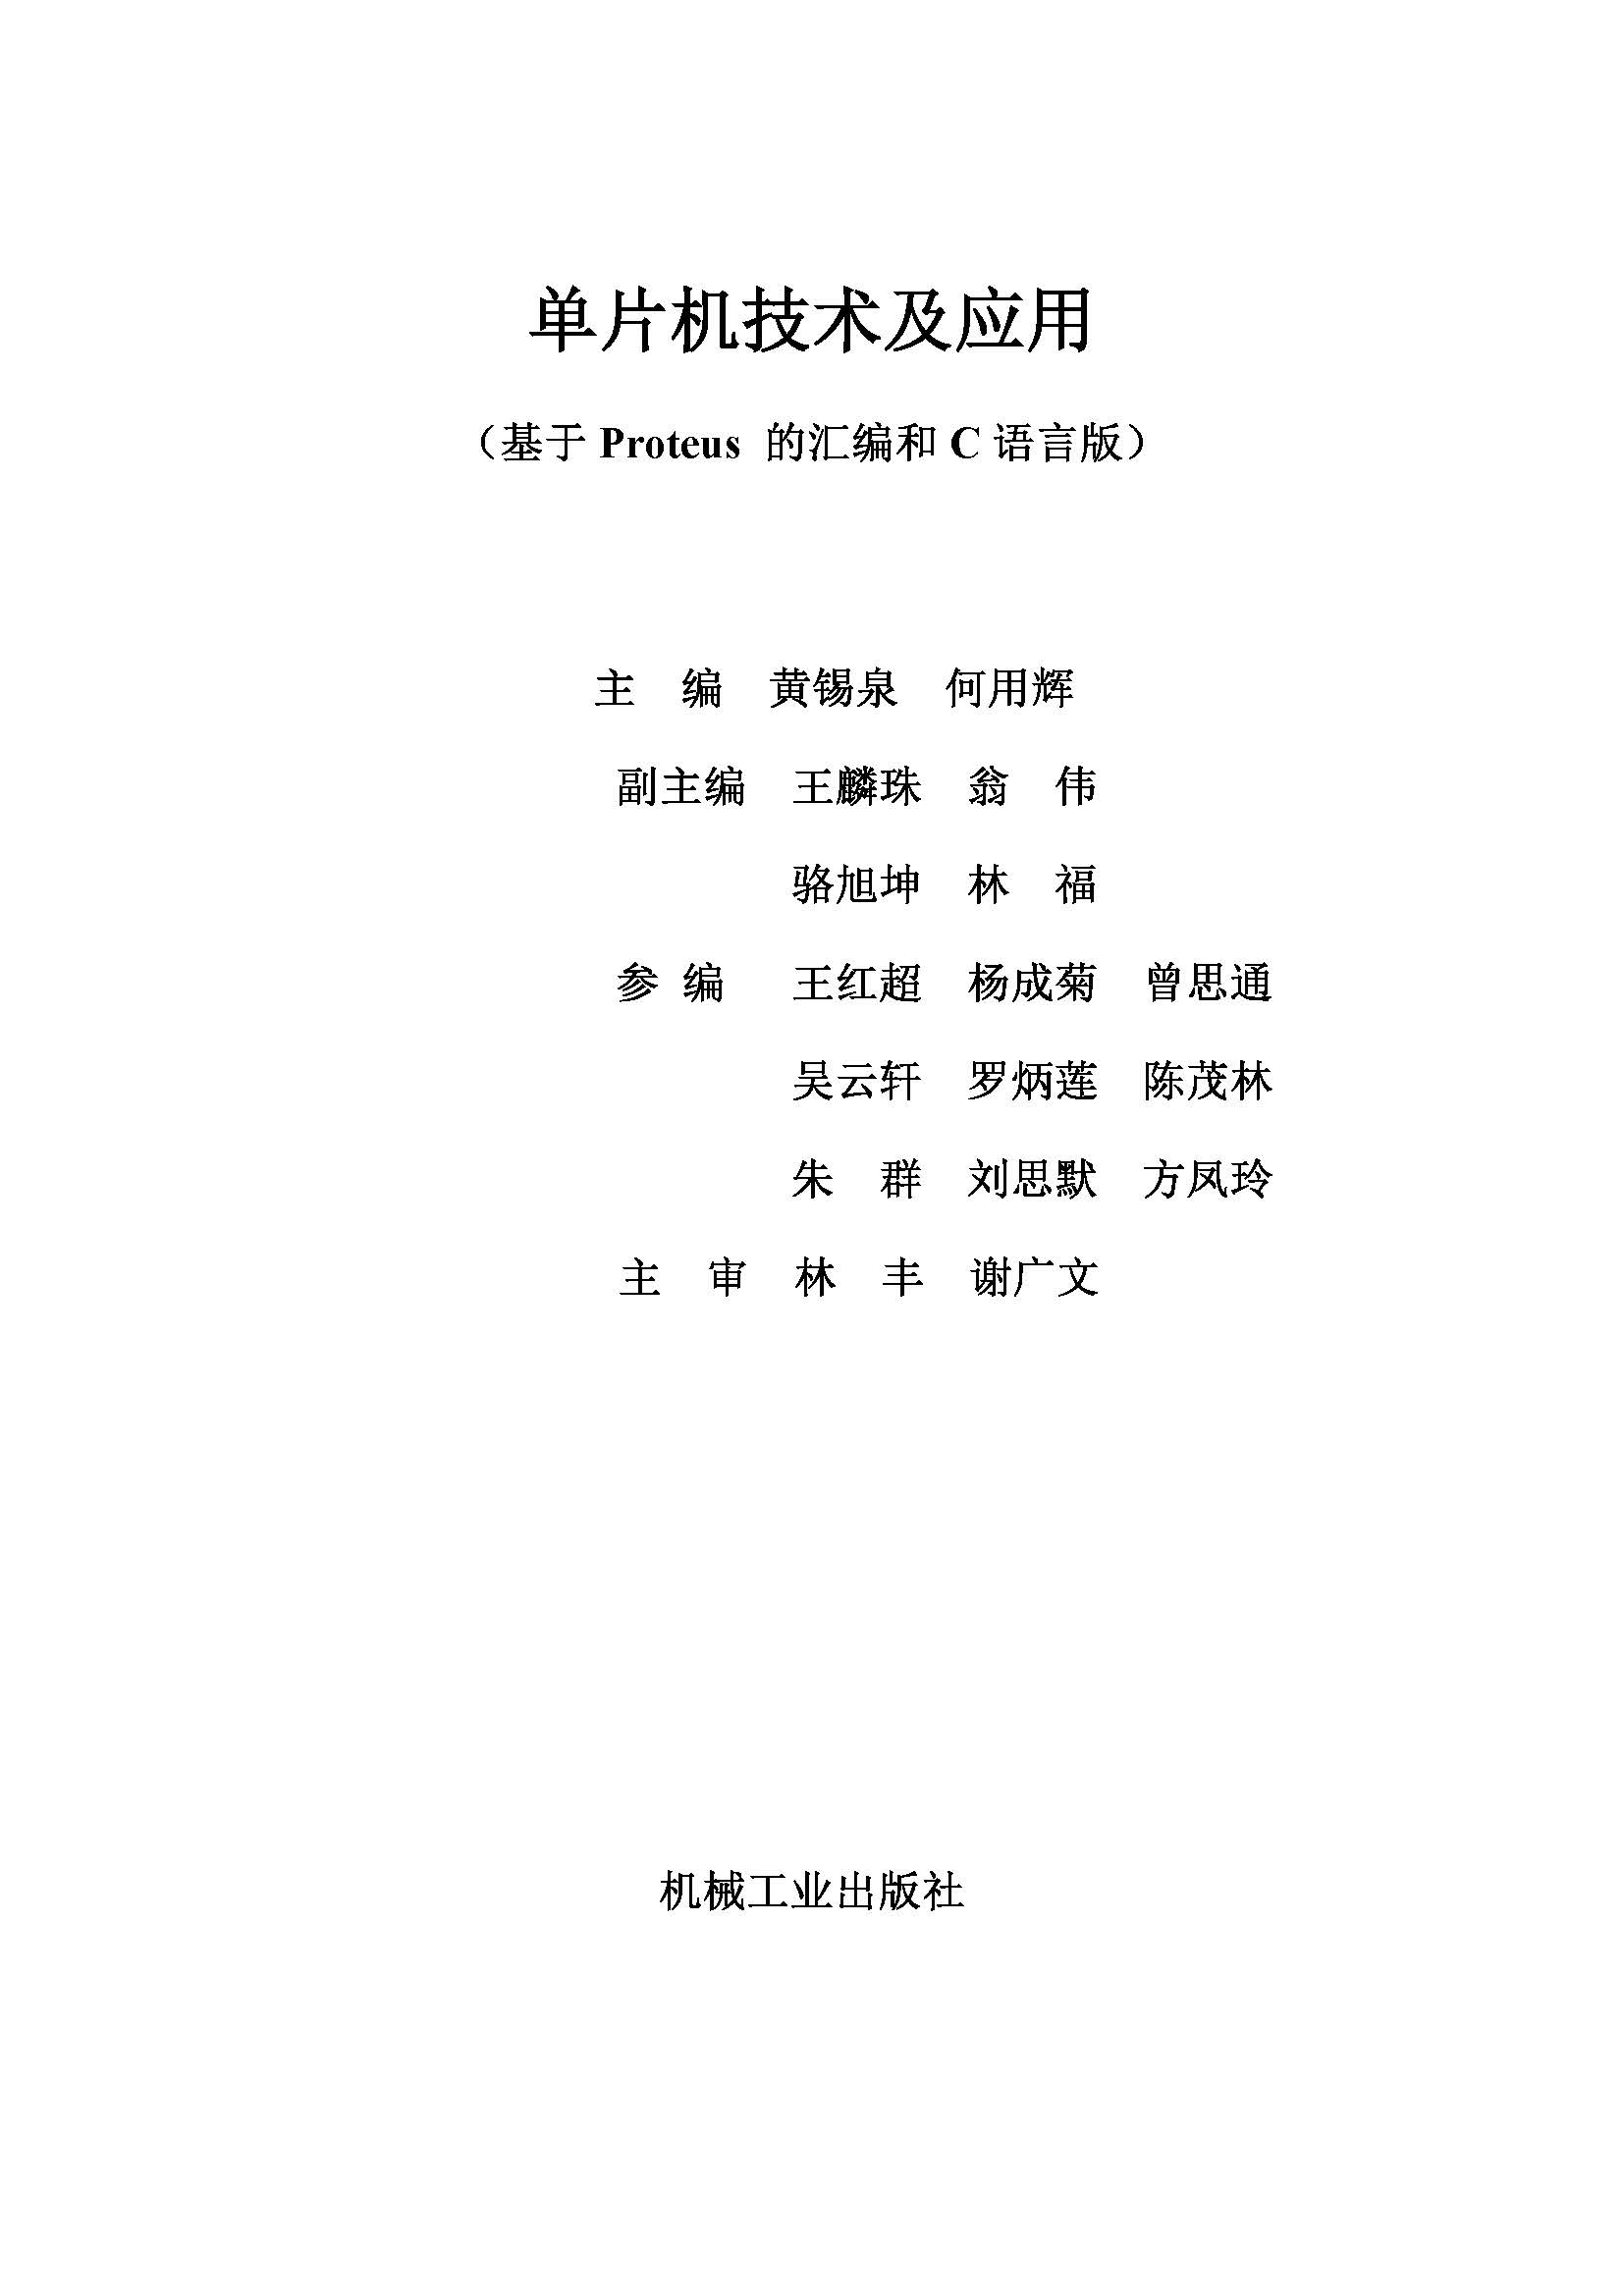 单片机技术及应用
（基于 Proteus 的汇编和 C 语言版）
主 编 黄锡泉 何用辉
副主编 王麟珠 翁 伟
骆旭坤 林 福
参 编 王红超 杨成菊 曾思通
吴云轩 罗炳莲 陈茂林
朱 群 刘思默 方凤玲
主 审 林 丰 谢广文
机械工业出版社